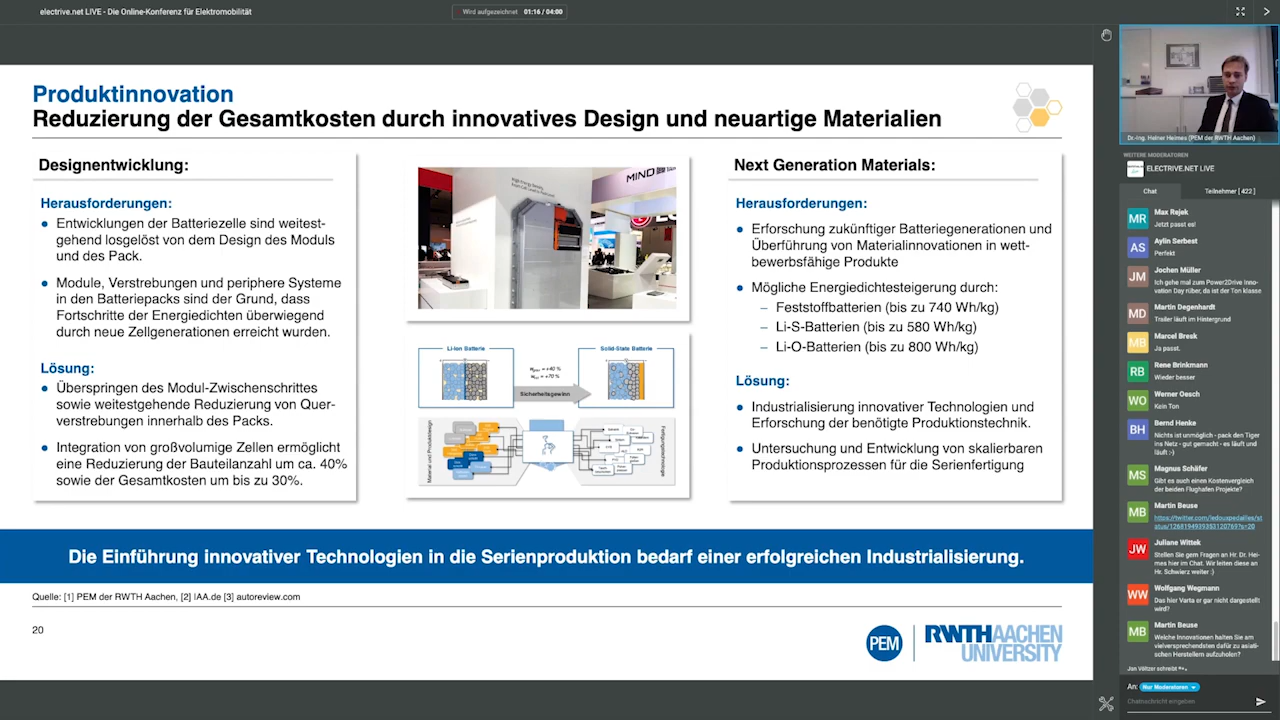 electrive.net LIVE - Die Online-Konferenz für Elektromobilität
Wird aufgezeichnet 01:16 / 04:00
Produktinnovation
Reduzierung der Gesamtkosten durch innovatives Design und neuartige Materialien
Designentwicklung:
Herausforderungen:
Entwicklungen der Batteriezelle sind weitest-
gehend losgelöst von dem Design des Moduls
und des Pack.
Module, Verstrebungen und periphere Systeme
in den Batteriepacks sind der Grund, dass
Fortschritte der Energiedichten überwiegend
durch neue Zellgenerationen erreicht wurden.
Lösung:
Überspringen des Modul-Zwischenschrittes
sowie weitestgehende Reduzierung von Quer-
verstrebungen innerhalb des Packs.
Integration von großvolumige Zellen ermöglicht
eine Reduzierung der Bauteilanzahl um ca. 40%
sowie der Gesamtkosten um bis zu 30%.
MIND
Li-Ion Batterie
Solid-State Batterie
Sicherheitsgewinn
Material und Produktdesign
Fertigungstechnologie
Next Generation Materials:
Herausforderungen:
Erforschung zukünftiger Batteriegenerationen und
Überführung von Materialinnovationen in wett-
bewerbsfähige Produkte
Mögliche Energiedichtesteigerung durch:
– Feststoffbatterien (bis zu 740 Wh/kg)
– Li-S-Batterien (bis zu 580 Wh/kg)
– Li-O-Batterien (bis zu 800 Wh/kg)
Lösung:
Industrialisierung innovativer Technologien und
Erforschung der benötigte Produktionstechnik.
Untersuchung und Entwicklung von skalierbaren
Produktionsprozessen für die Serienfertigung
Die Einführung innovativer Technologien in die Serienproduktion bedarf einer erfolgreichen Industrialisierung.
Quelle: [1] PEM der RWTH Aachen, [2] IAA.de [3] autoreview.com
20
PEM
RWTHAACHEN
UNIVERSITY
Dr.-Ing. Heiner Heimes (PEM der RWTH Aachen)
WEITERE MODERATOREN
ELECTRIVE.NET LIVE
Chat
Teilnehmer [ 422 ]
MR
Max Rejek
Jetzt passt es!
AS
Aylin Serbest
Perfekt
JM
Jochen Müller
Ich gehe mal zum Power2Drive Inno-
vation Day rüber, da ist der Ton klasse
MD
Martin Degenhardt
Trailer läuft im Hintergrund
MB
Marcel Bresk
Ja passt.
RB
Rene Brinkmann
Wieder besser
WO
Werner Oesch
Kein Ton
BH
Bernd Henke
Nichts ist unmöglich - pack den Tiger
ins Netz - gut gemacht - es läuft und
läuft :-)
MS
Magnus Schäfer
Gibt es auch einen Kostenvergleich
der beiden Flughafen Projekte?
MB
Martin Beuse
JW
Juliane Wittek
Stellen Sie gern Fragen an Hr. Dr. Hei-
mes hier im Chat. Wir leiten diese an
Hr. Schwierz weiter :)
WW
Wolfgang Wegmann
Das hier Varta er gar nicht dargestellt
wird?
MB
Martin Beuse
Welche Innovationen halten Sie am
vielversprechendsten dafür zu asiati-
schen Herstellern aufzuholen?
Jan Völtzer schreibt
An: Nur Moderatoren
Chatnachricht eingeben